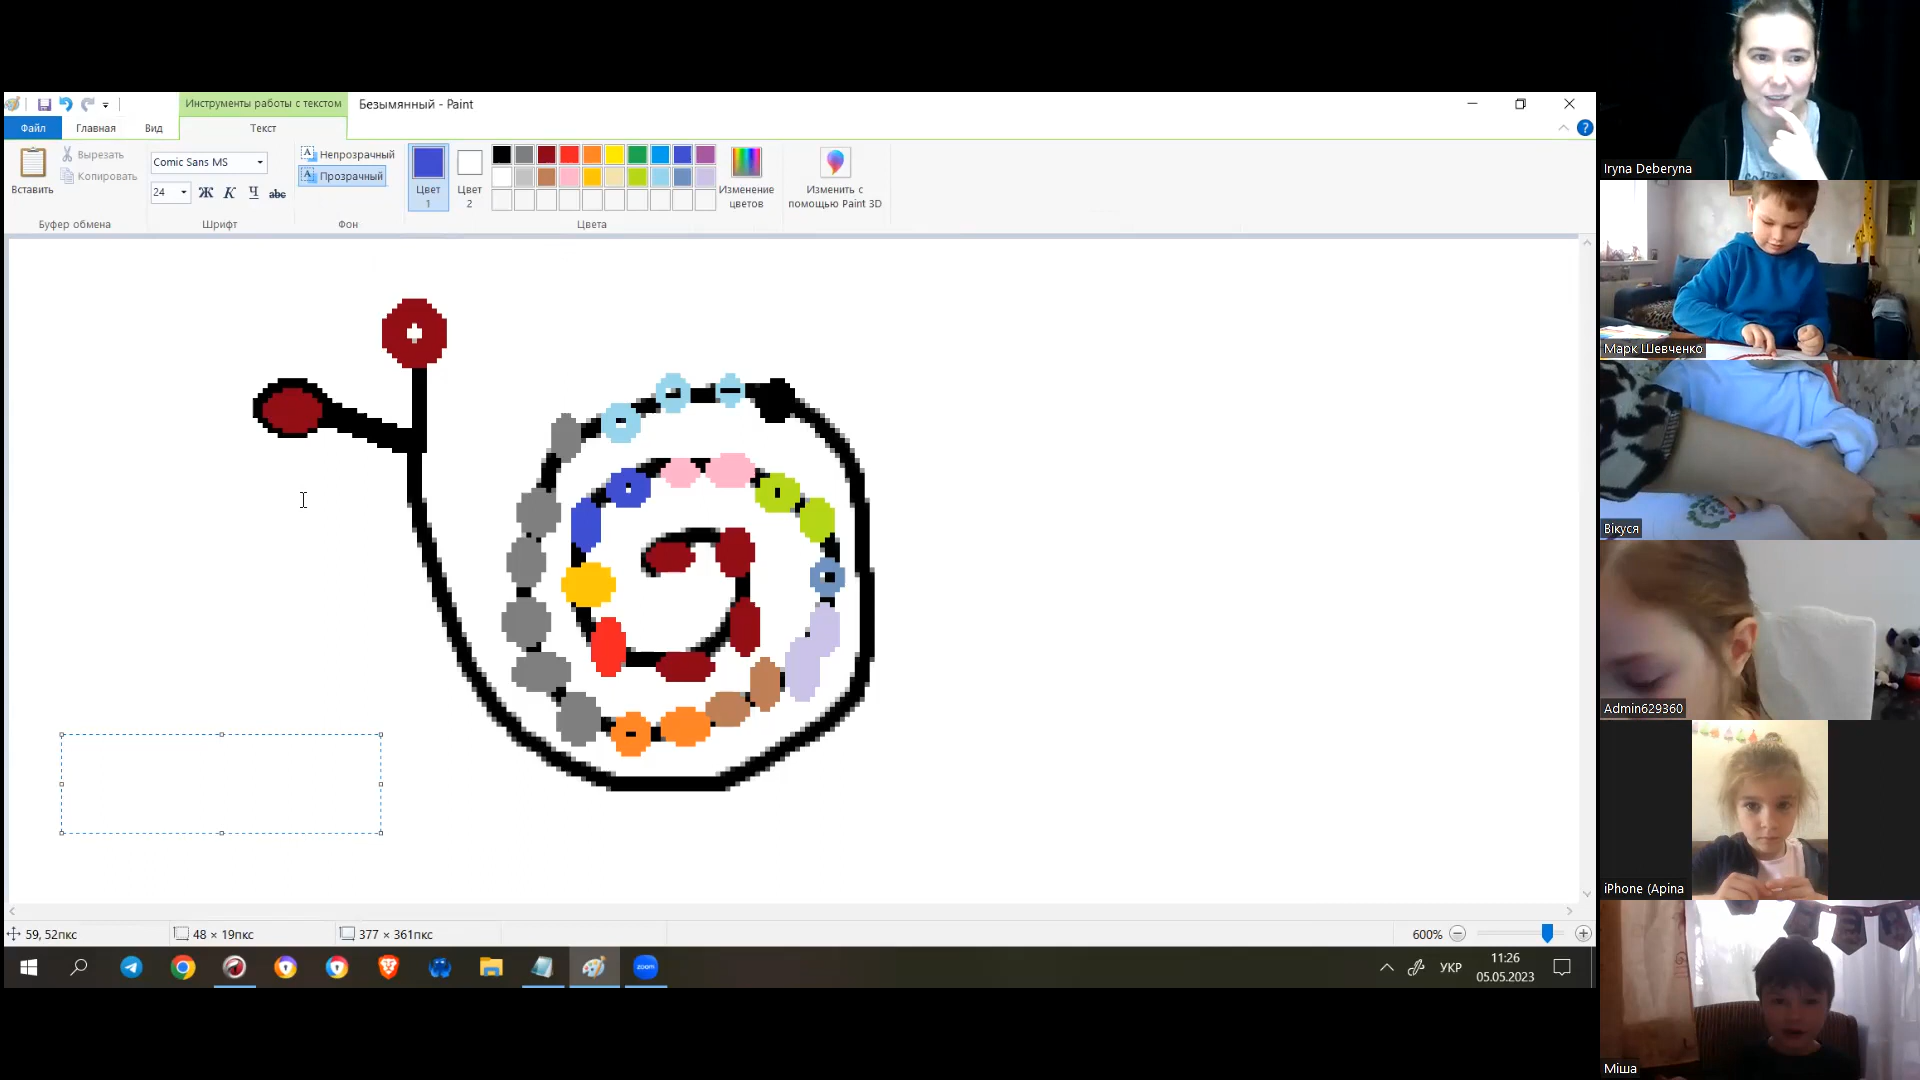 Инструменты работы с текстом
Безымянный - Paint
Файл
Главная
Вид
Текст
Вставить
Вырезать
Копировать
Буфер обмена
Comic Sans MS
24
Ж К Ч abc
Шрифт
Непрозрачный
Прозрачный
Фон
Цвет
1
Цвет
2
Цвета
Изменение
цветов
Изменить с
помощью Paint 3D
59, 52пкс
48 × 19пкс
377 × 361пкс
600%
zoom
УКР
11:26
05.05.2023
Iryna Deberyna
Марк Шевченко
Вікуся
Admin629360
iPhone (Аріна
Міша